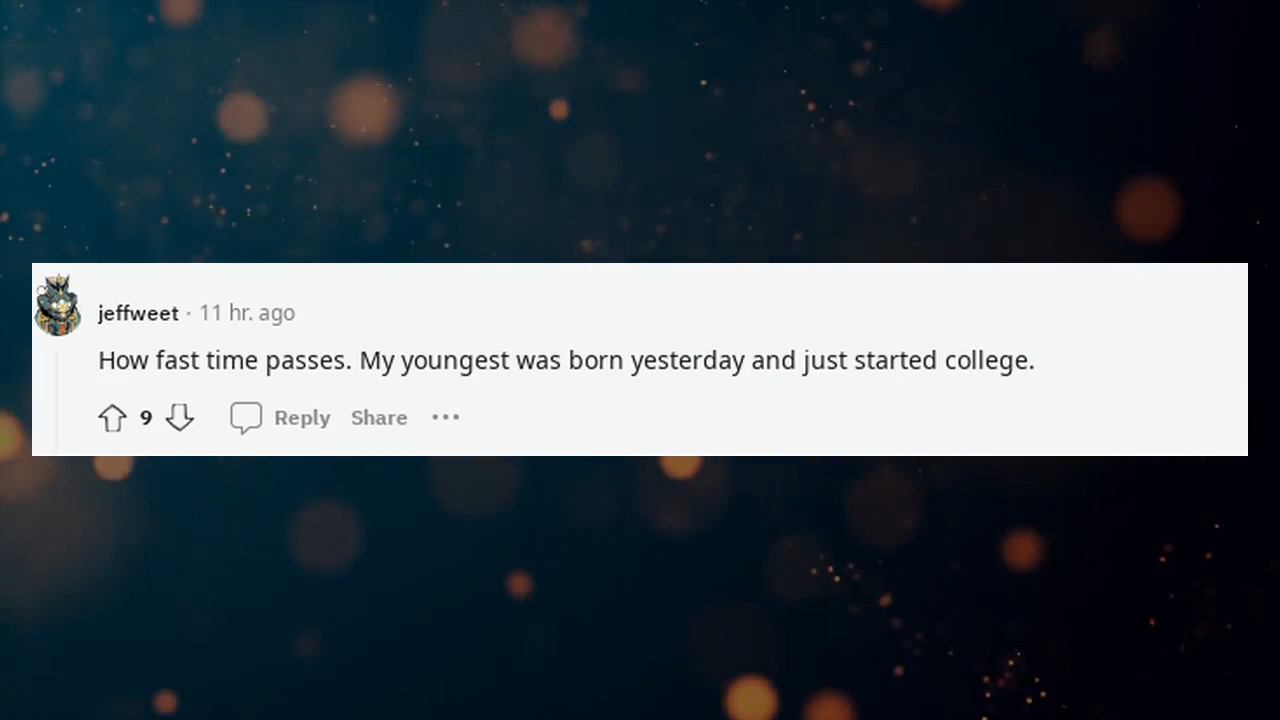 jeffweet · 11 hr. ago
How fast time passes. My youngest was born yesterday and just started college.
9 Reply Share ···